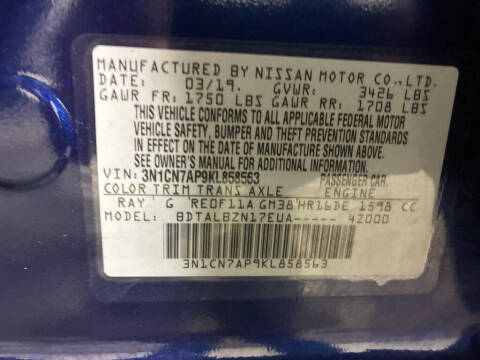 MANUFACTURED BY NISSAN MOTOR CO., LTD.
DATE: 03/19. GVWR: 3426 LBS
GAWR FR: 1750 LBS GAWR RR: 1708 LBS
THIS VEHICLE CONFORMS TO ALL APPLICABLE FEDERAL MOTOR
VEHICLE SAFETY, BUMPER AND THEFT PREVENTION STANDARDS
IN EFFECT ON THE DATE OF MANUFACTURE SHOWN ABOVE.
SEE OWNER'S MANUAL FOR ADDITIONAL INFORMATION.
VIN: 3N1CN7AP9KL858563 PASSENGER CAR
COLOR TRIM TRANS AXLE ENGINE
RAY G RE0F11A GM38 HR16DE 1598 CC
MODEL: BDTALBZN17EUA----- 42000
3N1CN7AP9KL858563